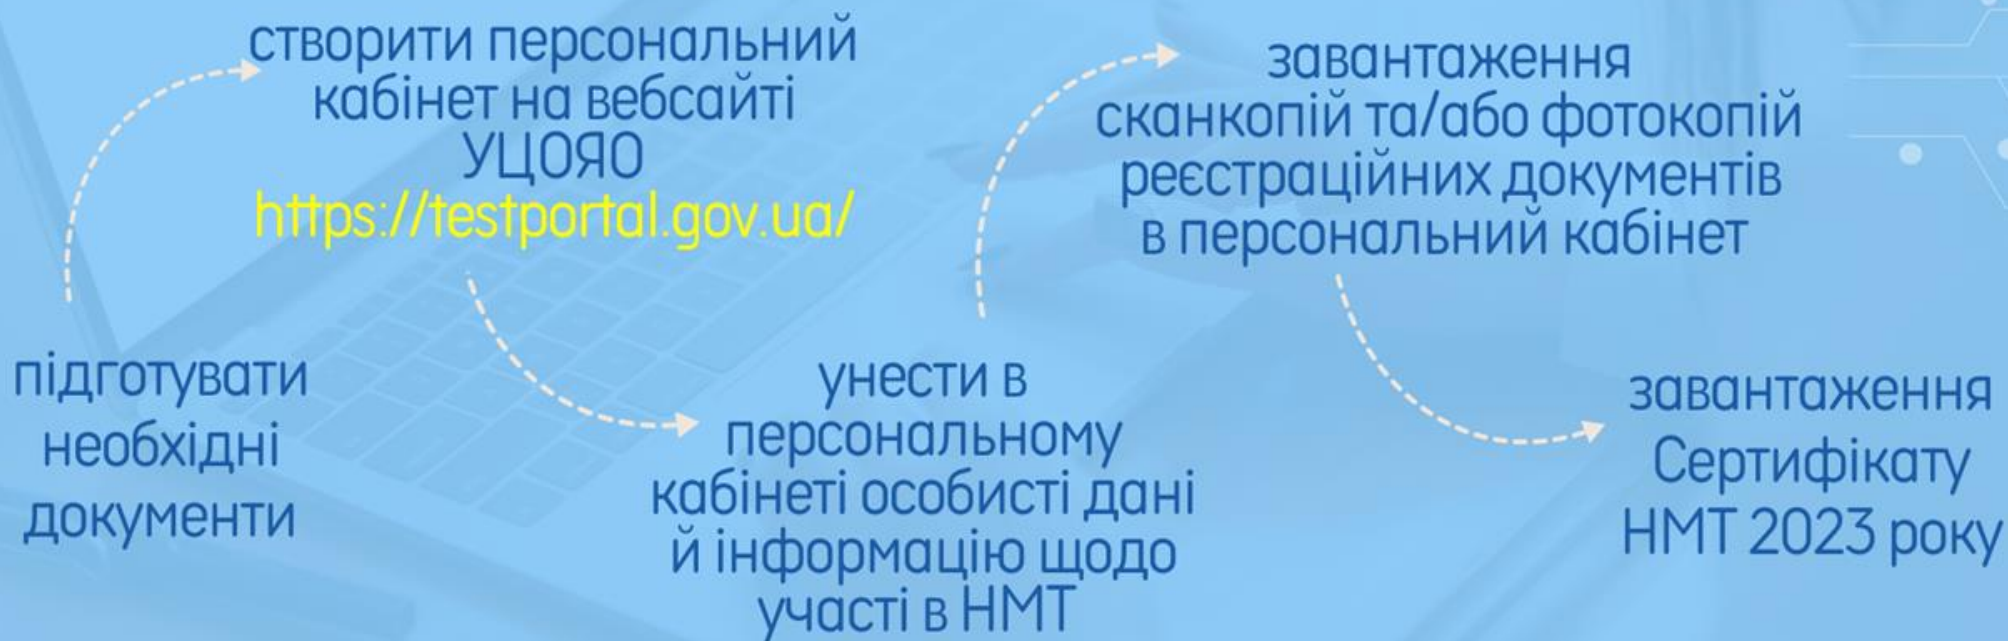 підготувати
необхідні
документи
створити персональний
кабінет на вебсайті
УЦОЯО
https://testportal.gov.ua/
унести в
персональному
кабінеті особисті дані
й інформацію щодо
участі в НМТ
завантаження
сканкопій та/або фотокопій
реєстраційних документів
в персональний кабінет
завантаження
Сертифікату
НМТ 2023 року